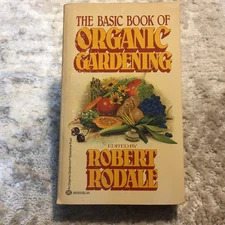 THE BASIC BOOK OF
ORGANIC
GARDENING
EDITED BY
ROBERT
RODALE